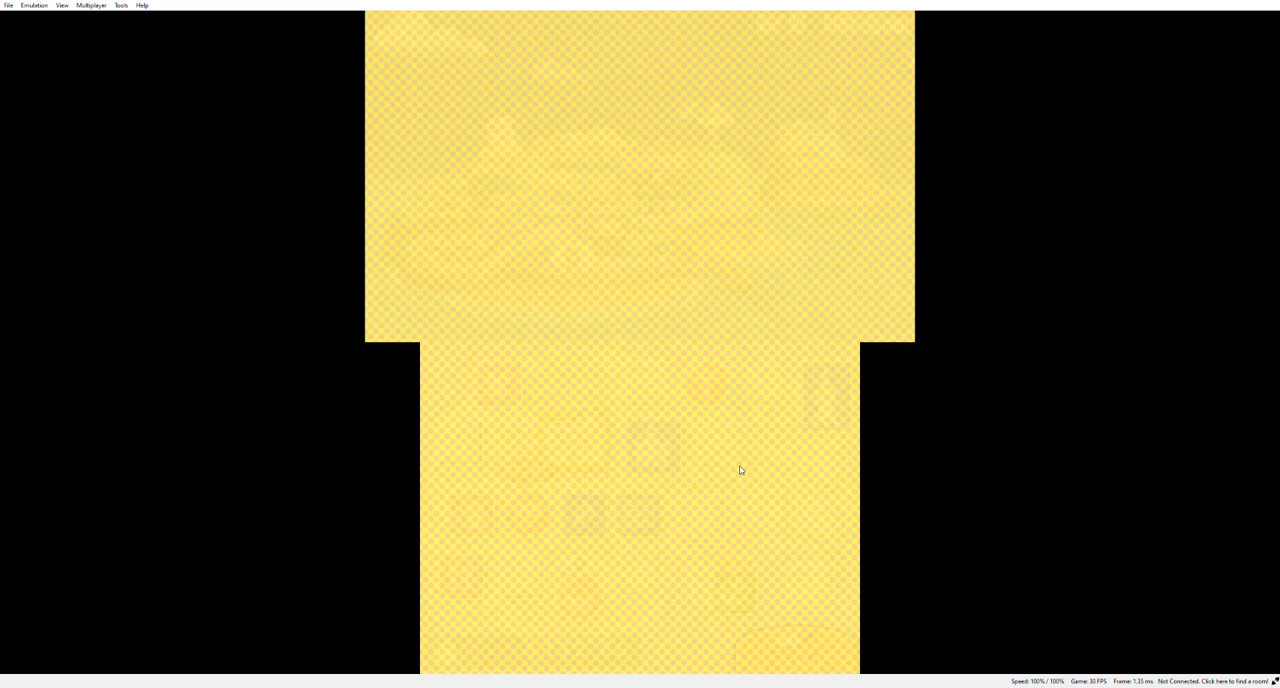 File Emulation View Multiplayer Tools Help
Speed: 100% / 100% Game: 30 FPS Frame: 1.35 ms Not Connected. Click here to find a room!